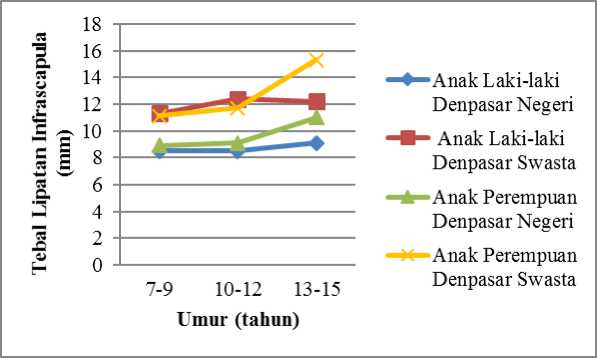 Tebal Lipatan Infrascapula
(mm)
18
16
14
12
10
8
6
4
2
0
7-9 10-12 13-15
Umur (tahun)
Anak Laki-laki
Denpasar Negeri
Anak Laki-laki
Denpasar Swasta
Anak Perempuan
Denpasar Negeri
Anak Perempuan
Denpasar Swasta